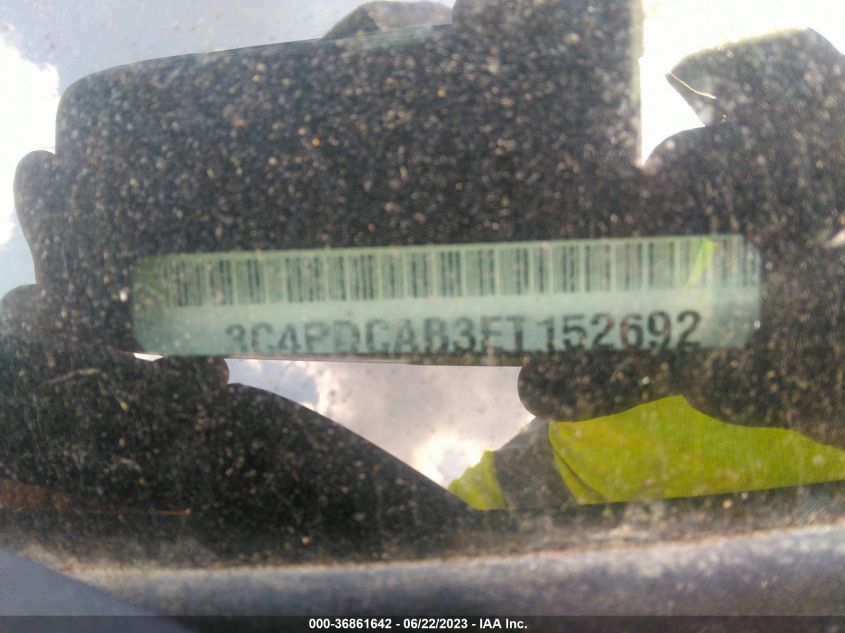 3C4PDCAB3ET152692
000-36861642 - 06/22/2023 - IAA Inc.